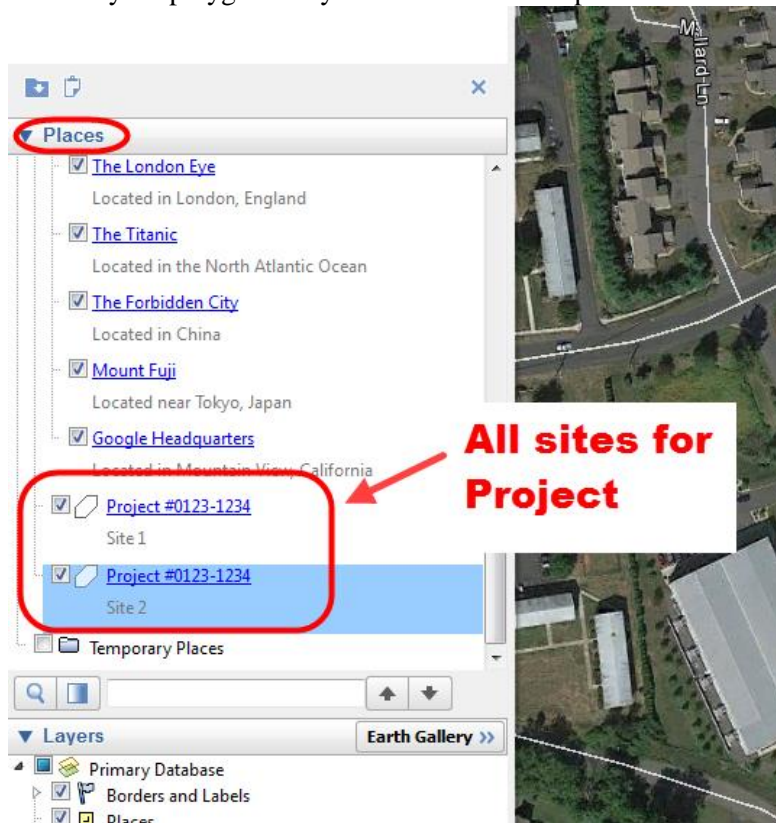 Mallard Ln
Places
The London Eye
Located in London, England
The Titanic
Located in the North Atlantic Ocean
The Forbidden City
Located in China
Mount Fuji
Located near Tokyo, Japan
Google Headquarters
Located in Mountain View, California
All sites for
Project
Project #0123-1234
Site 1
Project #0123-1234
Site 2
Temporary Places
Layers
Earth Gallery >>
Primary Database
Borders and Labels
Places